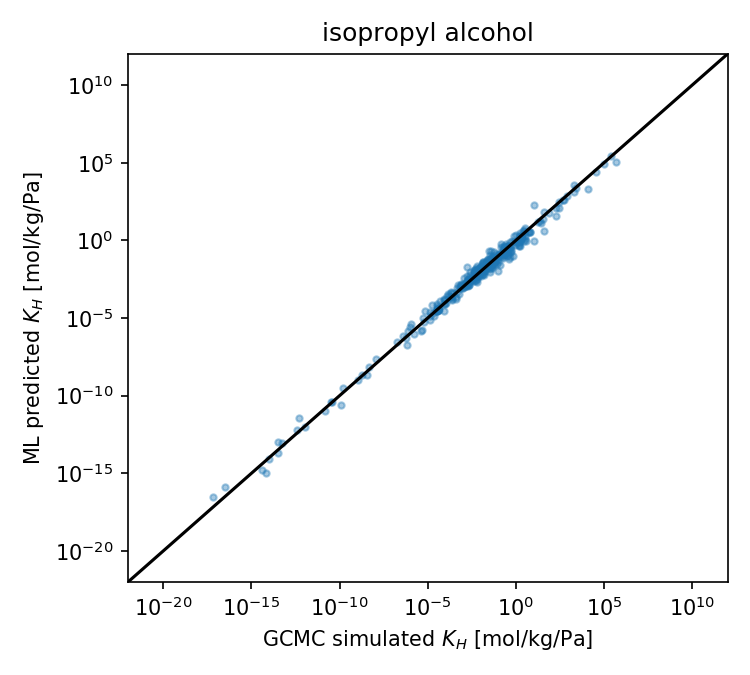 isopropyl alcohol
ML predicted K_H [mol/kg/Pa]
10^10
10^5
10^0
10^−5
10^−10
10^−15
10^−20
10^−20 10^−15 10^−10 10^−5 10^0 10^5 10^10
GCMC simulated K_H [mol/kg/Pa]